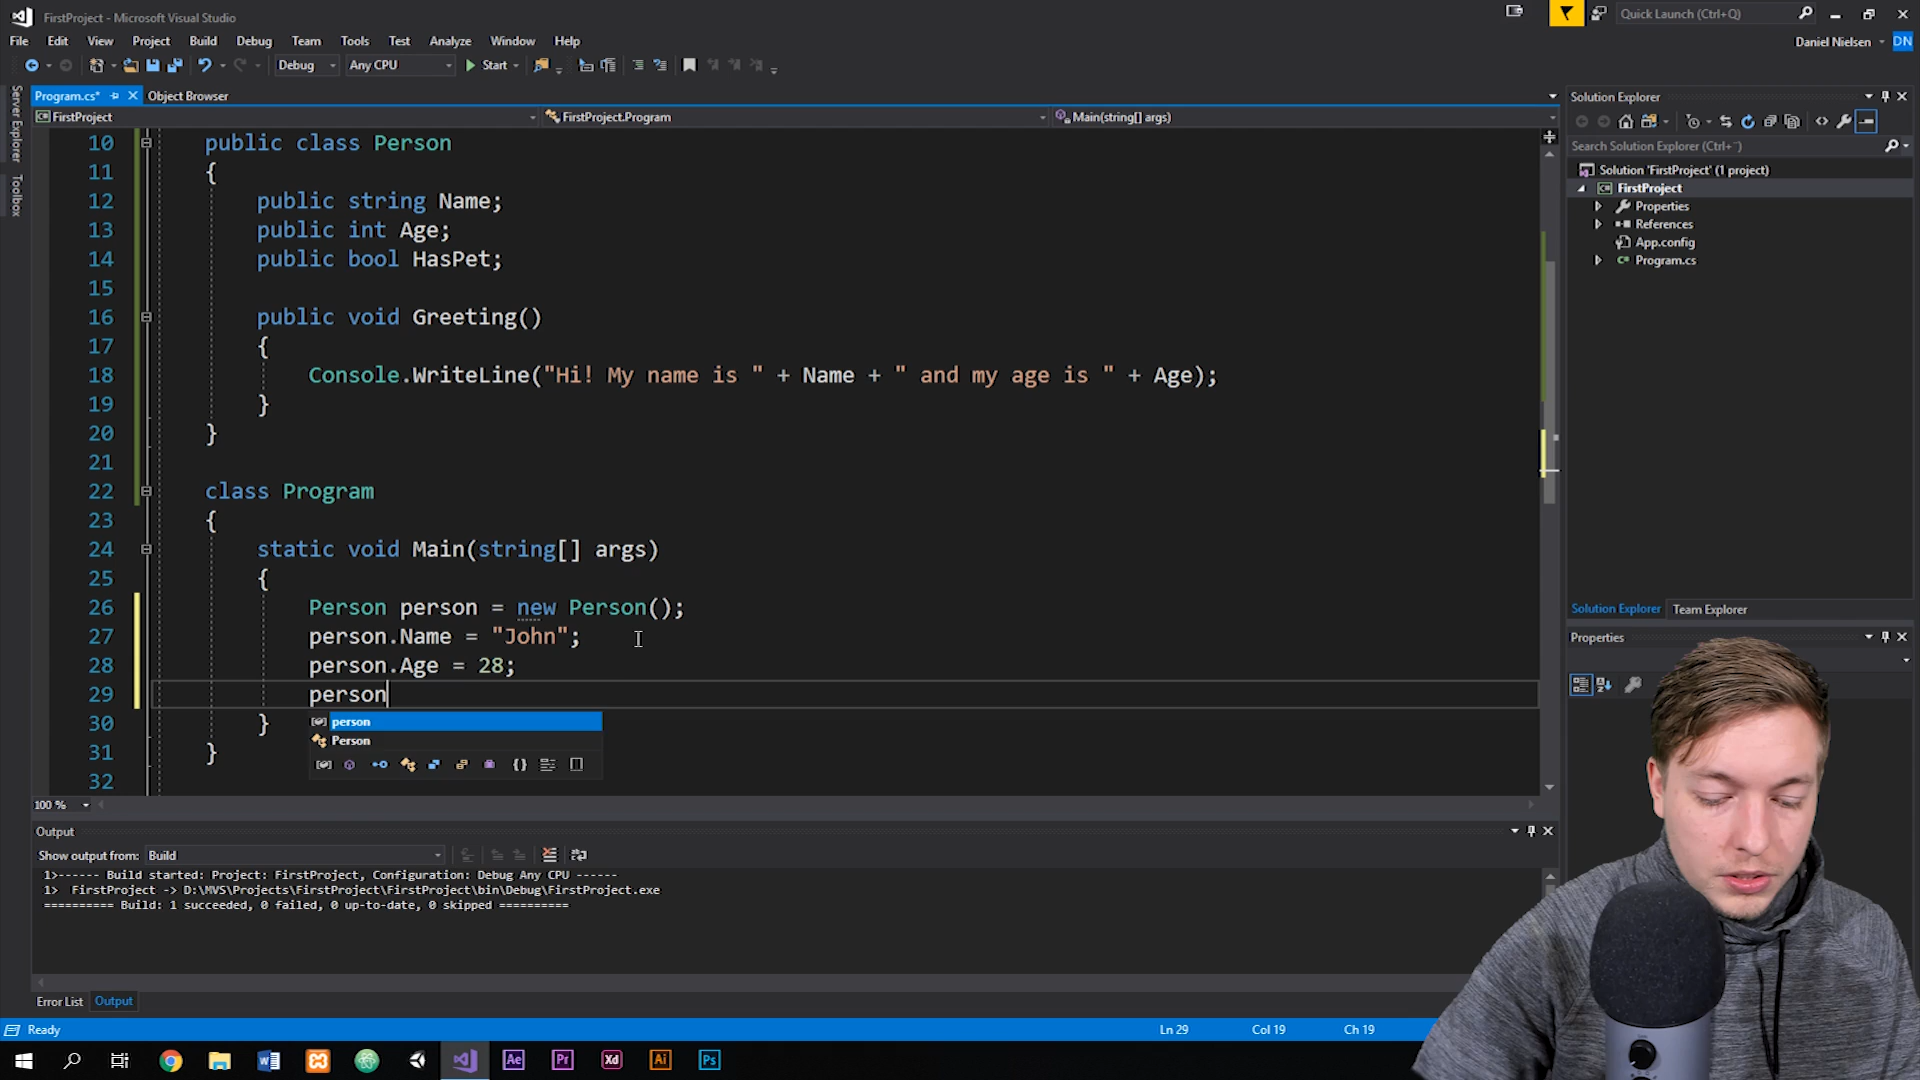 FirstProject - Microsoft Visual Studio
Quick Launch (Ctrl+Q)
File Edit View Project Build Debug Team Tools Test Analyze Window Help
Daniel Nielsen DN
Debug Any CPU Start
Program.cs* Object Browser
FirstProject FirstProject.Program Main(string[] args)
Server Explorer
Toolbox
10 public class Person
11 {
12 public string Name;
13 public int Age;
14 public bool HasPet;
15
16 public void Greeting()
17 {
18 Console.WriteLine("Hi! My name is " + Name + " and my age is " + Age);
19 }
20 }
21
22 class Program
23 {
24 static void Main(string[] args)
25 {
26 Person person = new Person();
27 person.Name = "John";
28 person.Age = 28;
29 person
30 }
31 }
32
person
Person
100 %
Output
Show output from: Build
1>------ Build started: Project: FirstProject, Configuration: Debug Any CPU ------
1> FirstProject -> D:\MVS\Projects\FirstProject\FirstProject\bin\Debug\FirstProject.exe
========== Build: 1 succeeded, 0 failed, 0 up-to-date, 0 skipped ==========
Error List Output
Ready Ln 29 Col 19 Ch 19
Solution Explorer
Search Solution Explorer (Ctrl+¨)
Solution 'FirstProject' (1 project)
FirstProject
Properties
References
App.config
Program.cs
Solution Explorer Team Explorer
Properties
Ae Pr Xd Ai Ps